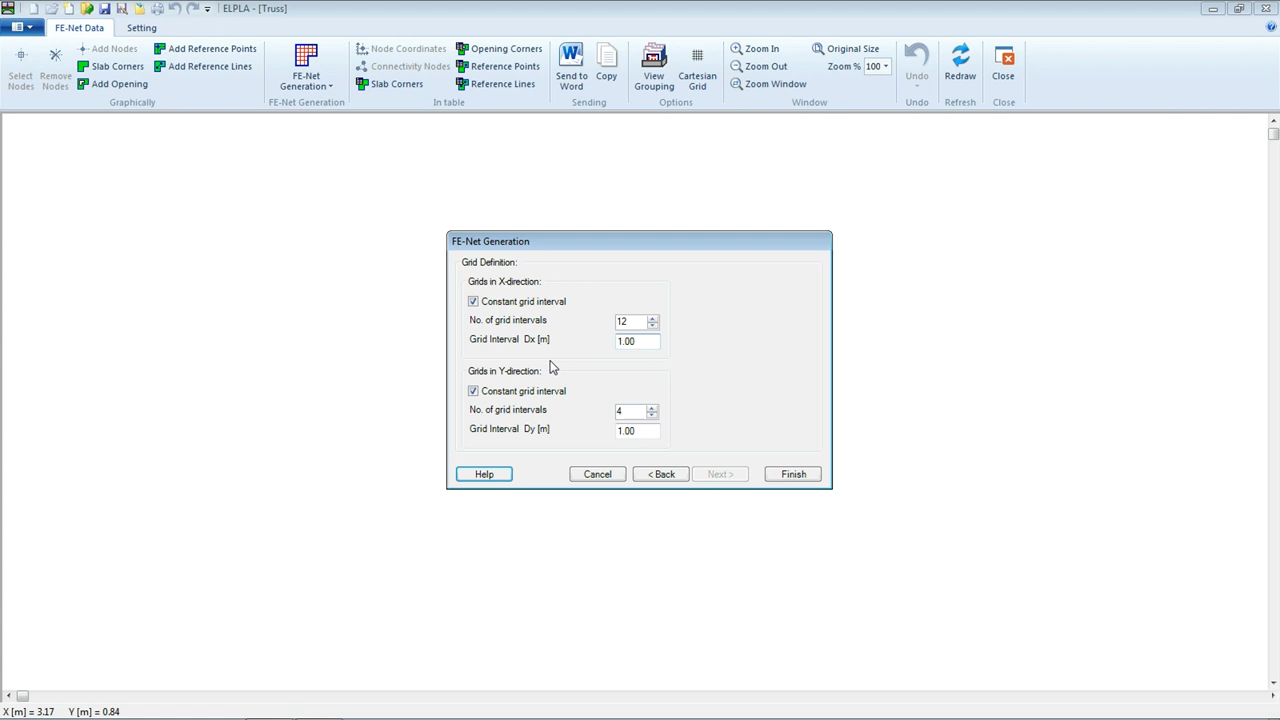 ELPLA - [Truss]
FE-Net Data Setting
Select Nodes
Remove Nodes
Add Nodes
Slab Corners
Add Opening
Add Reference Points
Add Reference Lines
Graphically
FE-Net Generation
FE-Net Generation
Node Coordinates
Connectivity Nodes
Slab Corners
Opening Corners
Reference Points
Reference Lines
In table
Send to Word
Copy
Sending
View Grouping
Cartesian Grid
Options
Zoom In
Zoom Out
Zoom Window
Original Size
Zoom % 100
Window
Undo
Undo
Redraw
Refresh
Close
Close
FE-Net Generation
Grid Definition:
Grids in X-direction:
Constant grid interval
No. of grid intervals 12
Grid Interval Dx [m] 1.00
Grids in Y-direction:
Constant grid interval
No. of grid intervals 4
Grid Interval Dy [m] 1.00
Help Cancel < Back Next > Finish
X [m] = 3.17 Y [m] = 0.84